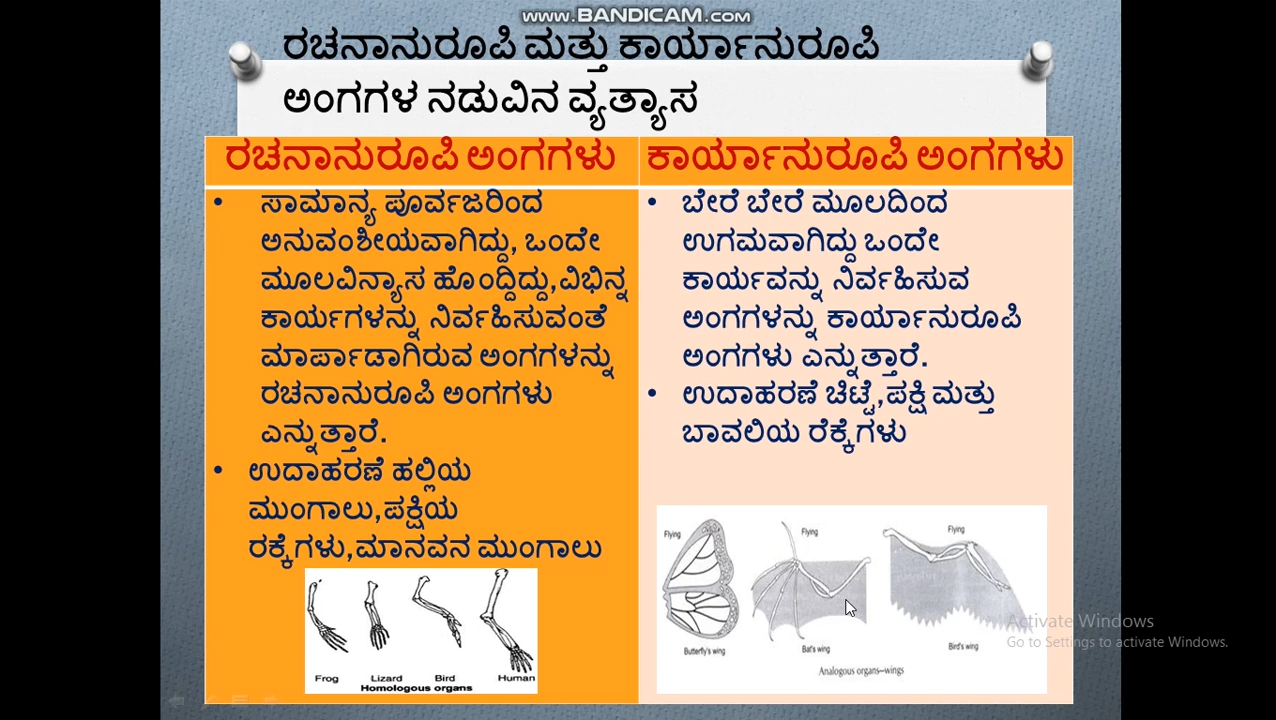 www.BANDICAM.com
ರಚನಾನುರೂಪಿ ಮತ್ತು ಕಾರ್ಯಾನುರೂಪಿ
ಅಂಗಗಳ ನಡುವಿನ ವ್ಯತ್ಯಾಸ
ರಚನಾನುರೂಪಿ ಅಂಗಗಳು
• ಸಾಮಾನ್ಯ ಪೂರ್ವಜರಿಂದ
ಅನುವಂಶೀಯವಾಗಿದ್ದು, ಒಂದೇ
ಮೂಲವಿನ್ಯಾಸ ಹೊಂದ್ದಿದ್ದು,ವಿಭಿನ್ನ
ಕಾರ್ಯಗಳನ್ನು ನಿರ್ವಹಿಸುವಂತೆ
ಮಾರ್ಪಾಡಾಗಿರುವ ಅಂಗಗಳನ್ನು
ರಚನಾನುರೂಪಿ ಅಂಗಗಳು
ಎನ್ನುತ್ತಾರೆ.
• ಉದಾಹರಣೆ ಹಲ್ಲಿಯ
ಮುಂಗಾಲು,ಪಕ್ಷಿಯ
ರಕ್ಕೆಗಳು,ಮಾನವನ ಮುಂಗಾಲು
Frog Lizard Bird Human
Homologous organs
ಕಾರ್ಯಾನುರೂಪಿ ಅಂಗಗಳು
• ಬೇರೆ ಬೇರೆ ಮೂಲದಿಂದ
ಉಗಮವಾಗಿದ್ದು ಒಂದೇ
ಕಾರ್ಯವನ್ನು ನಿರ್ವಹಿಸುವ
ಅಂಗಗಳನ್ನು ಕಾರ್ಯಾನುರೂಪಿ
ಅಂಗಗಳು ಎನ್ನುತ್ತಾರೆ.
• ಉದಾಹರಣೆ ಚಿಟ್ಟೆ,ಪಕ್ಷಿ ಮತ್ತು
ಬಾವಲಿಯ ರೆಕ್ಕೆಗಳು
Flying Flying Flying
Butterfly's wing Bat's wing Bird's wing
Analogous organs—wings
Activate Windows
Go to Settings to activate Windows.